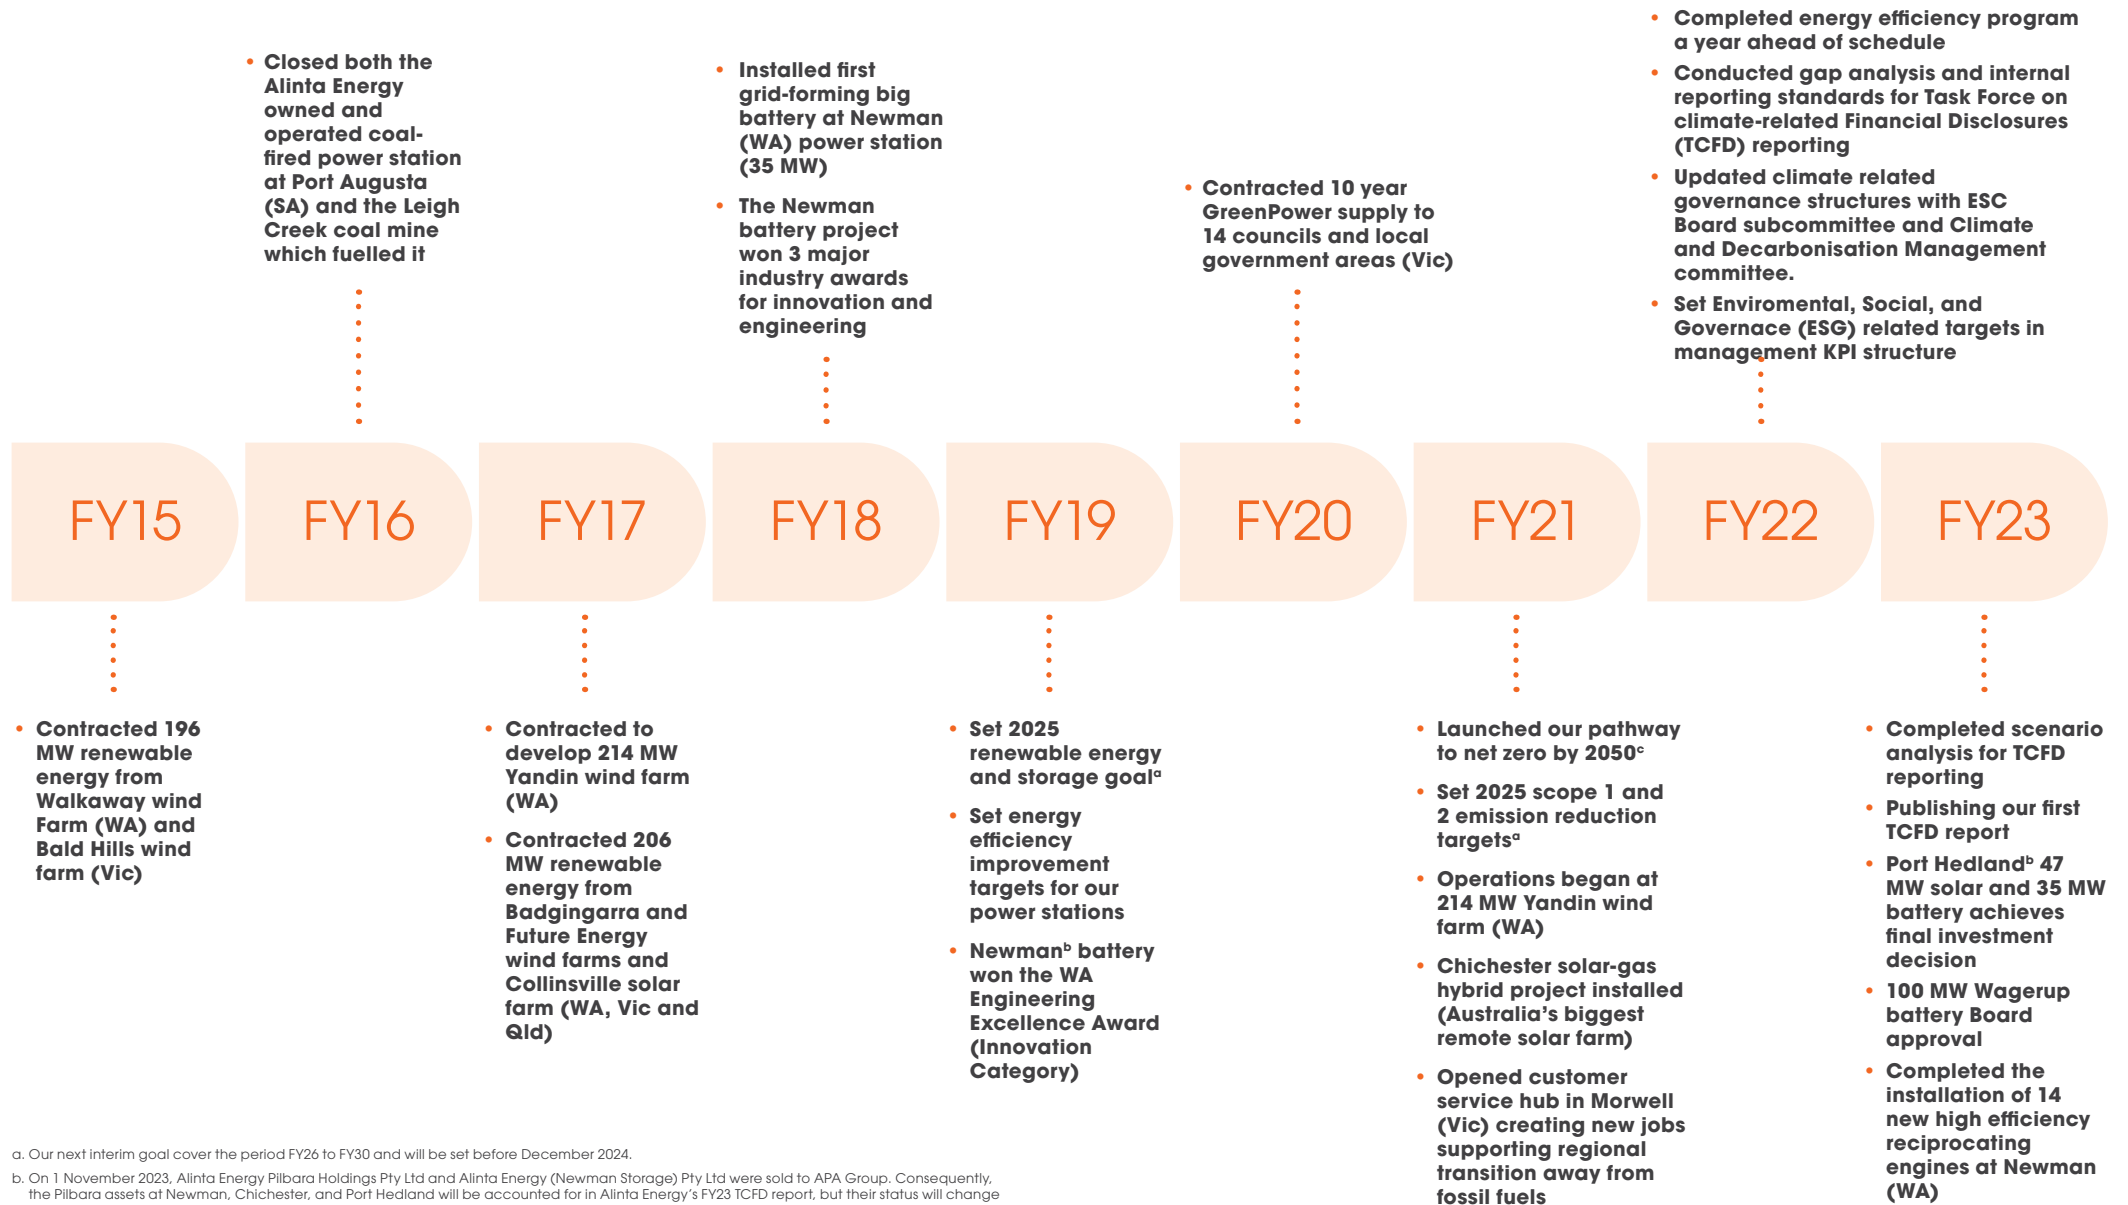 • Closed both the
Alinta Energy
owned and
operated coal-
fired power station
at Port Augusta
(SA) and the Leigh
Creek coal mine
which fuelled it
• Installed first
grid-forming big
battery at Newman
(WA) power station
(35 MW)
• The Newman
battery project
won 3 major
industry awards
for innovation and
engineering
• Contracted 10 year
GreenPower supply to
14 councils and local
government areas (Vic)
• Completed energy efficiency program
a year ahead of schedule
• Conducted gap analysis and internal
reporting standards for Task Force on
climate-related Financial Disclosures
(TCFD) reporting
• Updated climate related
governance structures with ESC
Board subcommittee and Climate
and Decarbonisation Management
committee.
• Set Enviromental, Social, and
Governace (ESG) related targets in
management KPI structure
FY15
FY16
FY17
FY18
FY19
FY20
FY21
FY22
FY23
• Contracted 196
MW renewable
energy from
Walkaway wind
Farm (WA) and
Bald Hills wind
farm (Vic)
• Contracted to
develop 214 MW
Yandin wind farm
(WA)
• Contracted 206
MW renewable
energy from
Badgingarra and
Future Energy
wind farms and
Collinsville solar
farm (WA, Vic and
Qld)
• Set 2025
renewable energy
and storage goalᵃ
• Set energy
efficiency
improvement
targets for our
power stations
• Newmanᵇ battery
won the WA
Engineering
Excellence Award
(Innovation
Category)
• Launched our pathway
to net zero by 2050ᶜ
• Set 2025 scope 1 and
2 emission reduction
targetsᵃ
• Operations began at
214 MW Yandin wind
farm (WA)
• Chichester solar-gas
hybrid project installed
(Australia’s biggest
remote solar farm)
• Opened customer
service hub in Morwell
(Vic) creating new jobs
supporting regional
transition away from
fossil fuels
• Completed scenario
analysis for TCFD
reporting
• Publishing our first
TCFD report
• Port Hedlandᵇ 47
MW solar and 35 MW
battery achieves
final investment
decision
• 100 MW Wagerup
battery Board
approval
• Completed the
installation of 14
new high efficiency
reciprocating
engines at Newman
(WA)
a. Our next interim goal cover the period FY26 to FY30 and will be set before December 2024.
b. On 1 November 2023, Alinta Energy Pilbara Holdings Pty Ltd and Alinta Energy (Newman Storage) Pty Ltd were sold to APA Group. Consequently,
the Pilbara assets at Newman, Chichester, and Port Hedland will be accounted for in Alinta Energy’s FY23 TCFD report, but their status will change